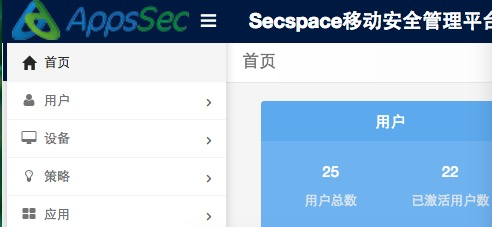 AppsSec
Secspace移动安全管理平台
首页
用户
设备
策略
应用
首页
用户
25
22
用户总数
已激活用户数